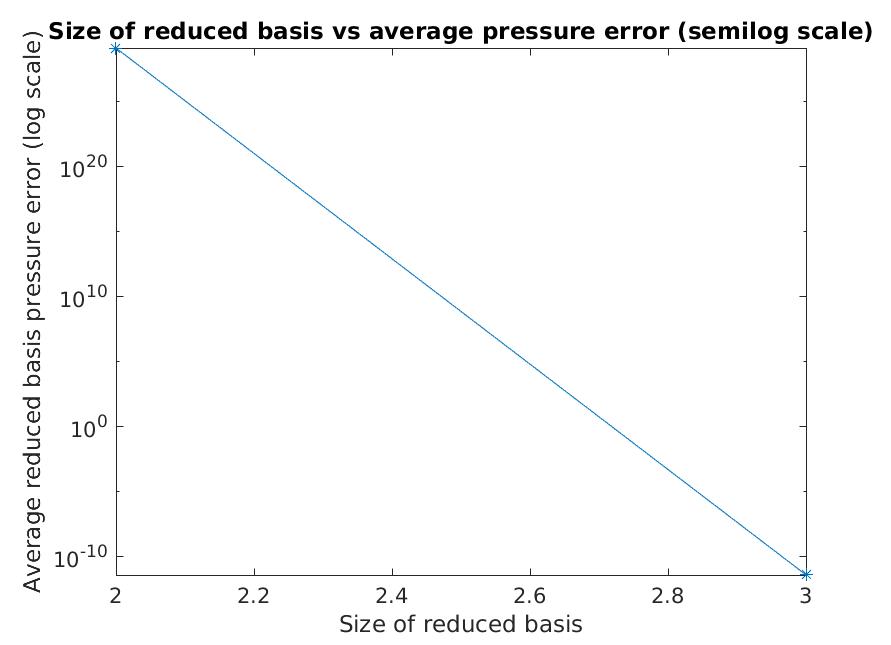 Size of reduced basis vs average pressure error (semilog scale)
Average reduced basis pressure error (log scale)
10^20
10^10
10^0
10^-10
2 2.2 2.4 2.6 2.8 3
Size of reduced basis